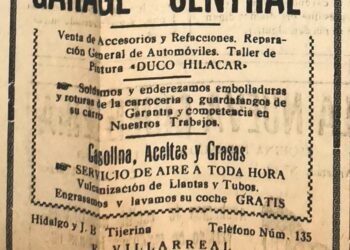 GARAGE CENTRAL
Venta de Accesorios y Refacciones. Repara-
ción General de Automóviles. Taller de
Pintura «DUCO HILACAR»
Soldamos y enderezamos embolladuras
y roturas de la carrocería o guardafangos de
su carro Garantía y competencia en
Nuestros Trabajos.
Gasolina, Aceites y Grasas
SERVICIO DE AIRE A TODA HORA
Vulcanización de Llantas y Tubos.
Engrasamos y lavamos su coche GRATIS
Hidalgo y J. B Tijerina Teléfono Núm. 135
R VILLARREAL